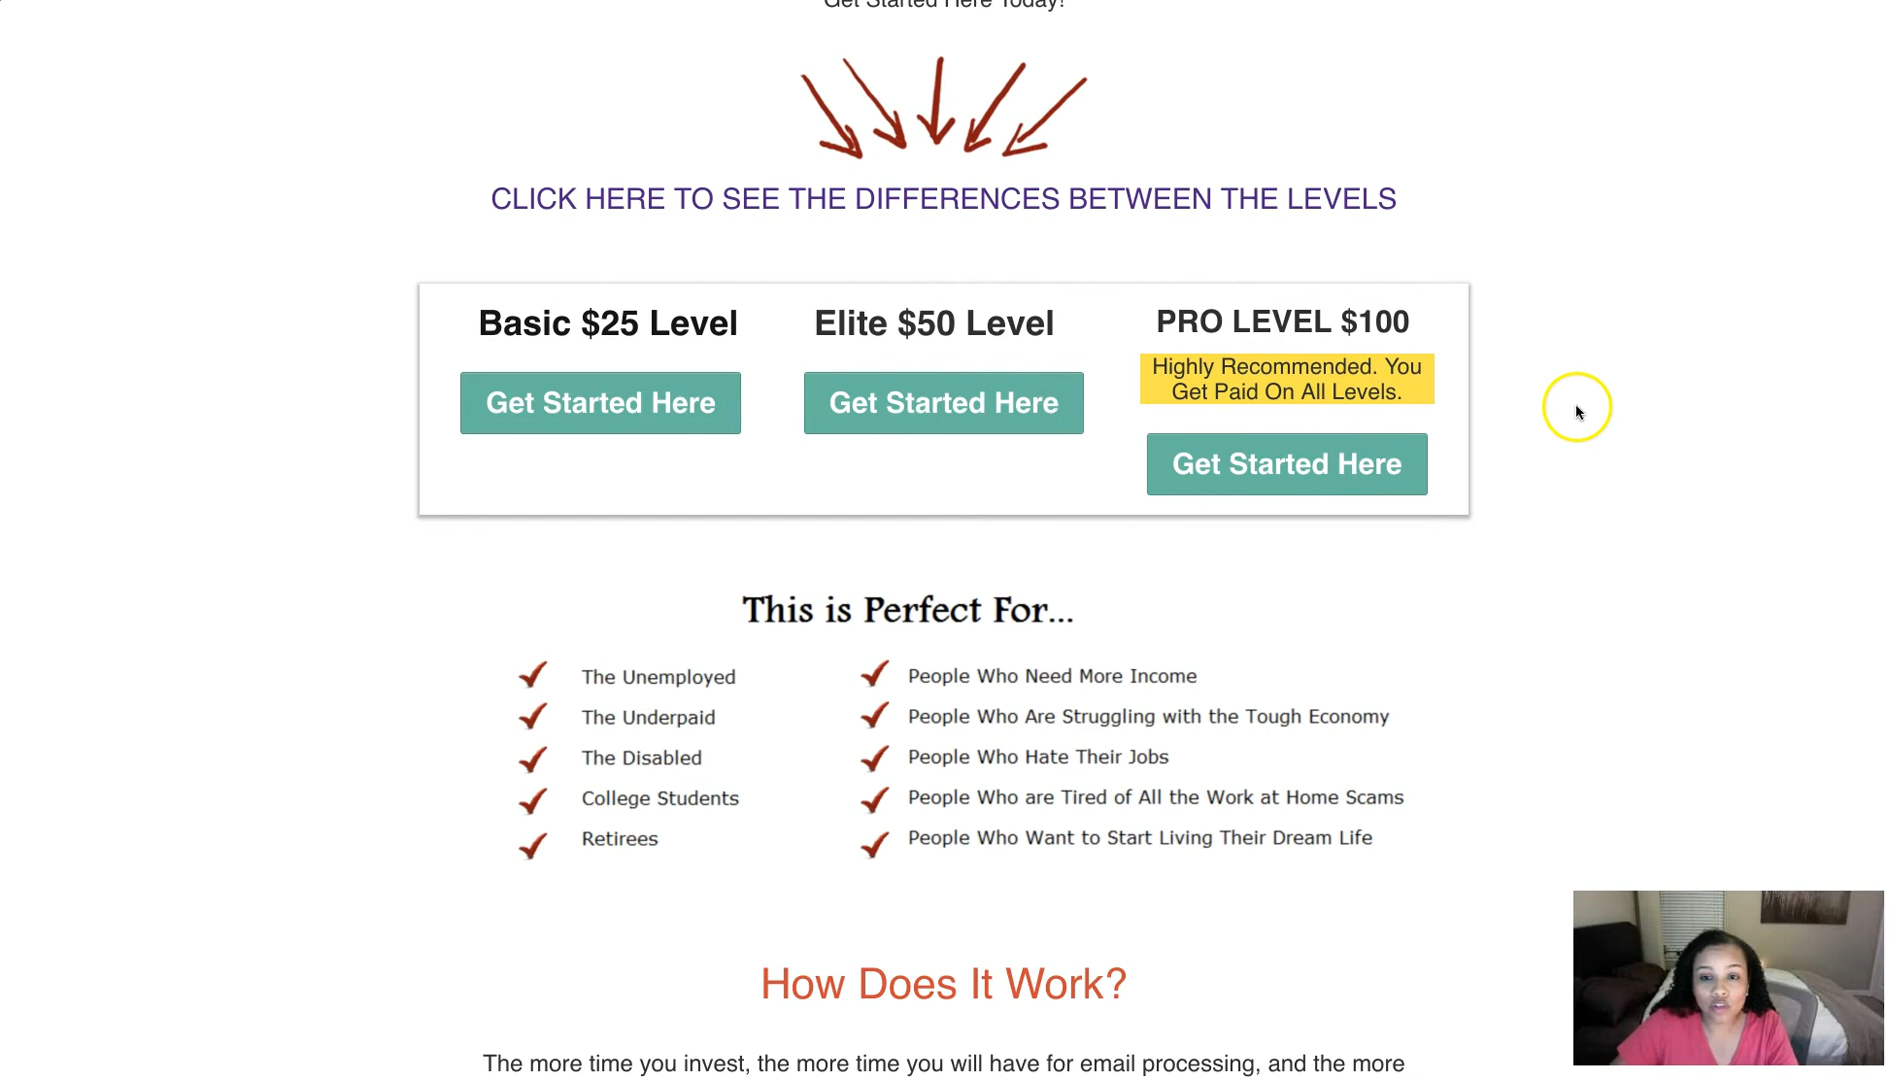 Get Started Here Today!
CLICK HERE TO SEE THE DIFFERENCES BETWEEN THE LEVELS
Basic $25 Level
Get Started Here
Elite $50 Level
Get Started Here
PRO LEVEL $100
Highly Recommended. You
Get Paid On All Levels.
Get Started Here
This is Perfect For...
The Unemployed
The Underpaid
The Disabled
College Students
Retirees
People Who Need More Income
People Who Are Struggling with the Tough Economy
People Who Hate Their Jobs
People Who are Tired of All the Work at Home Scams
People Who Want to Start Living Their Dream Life
How Does It Work?
The more time you invest, the more time you will have for email processing, and the more